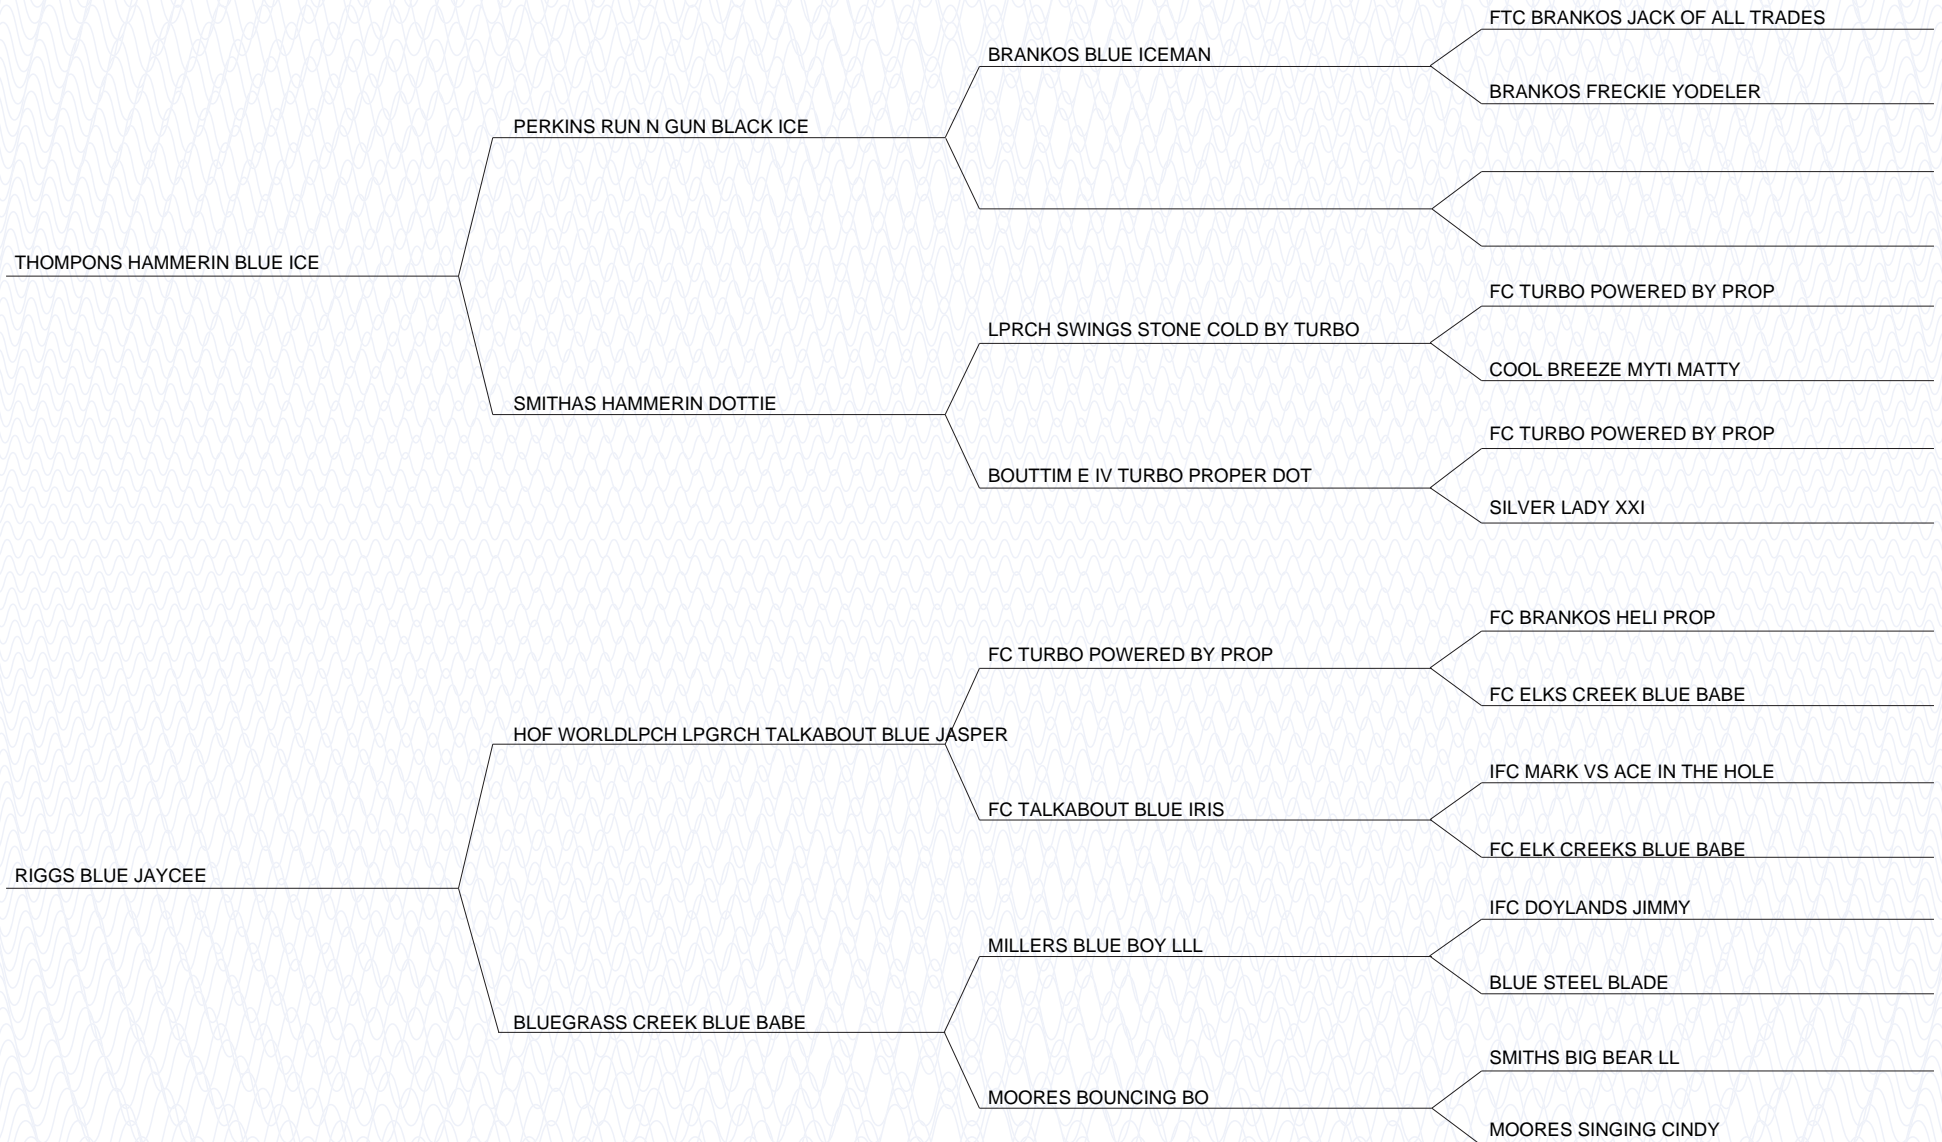 FTC BRANKOS JACK OF ALL TRADES
BRANKOS BLUE ICEMAN
BRANKOS FRECKIE YODELER
PERKINS RUN N GUN BLACK ICE
THOMPONS HAMMERIN BLUE ICE
FC TURBO POWERED BY PROP
LPRCH SWINGS STONE COLD BY TURBO
COOL BREEZE MYTI MATTY
SMITHAS HAMMERIN DOTTIE
FC TURBO POWERED BY PROP
BOUTTIM E IV TURBO PROPER DOT
SILVER LADY XXI
FC BRANKOS HELI PROP
FC TURBO POWERED BY PROP
FC ELKS CREEK BLUE BABE
HOF WORLDLPCH LPGRCH TALKABOUT BLUE JASPER
IFC MARK VS ACE IN THE HOLE
FC TALKABOUT BLUE IRIS
FC ELK CREEKS BLUE BABE
RIGGS BLUE JAYCEE
IFC DOYLANDS JIMMY
MILLERS BLUE BOY LLL
BLUE STEEL BLADE
BLUEGRASS CREEK BLUE BABE
SMITHS BIG BEAR LL
MOORES BOUNCING BO
MOORES SINGING CINDY